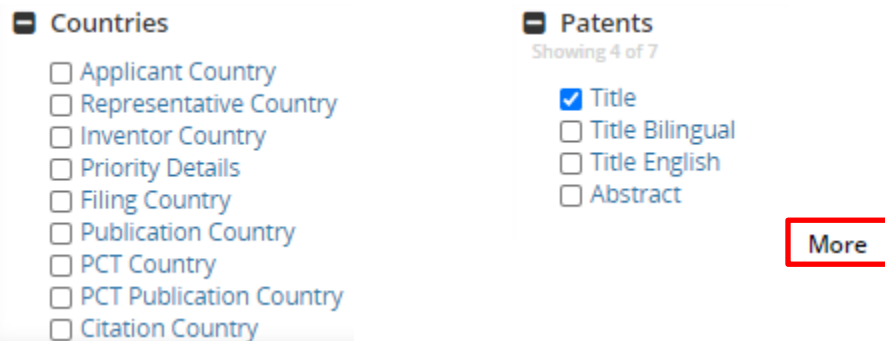 Countries
Applicant Country
Representative Country
Inventor Country
Priority Details
Filing Country
Publication Country
PCT Country
PCT Publication Country
Citation Country
Patents
Showing 4 of 7
Title
Title Bilingual
Title English
Abstract
More